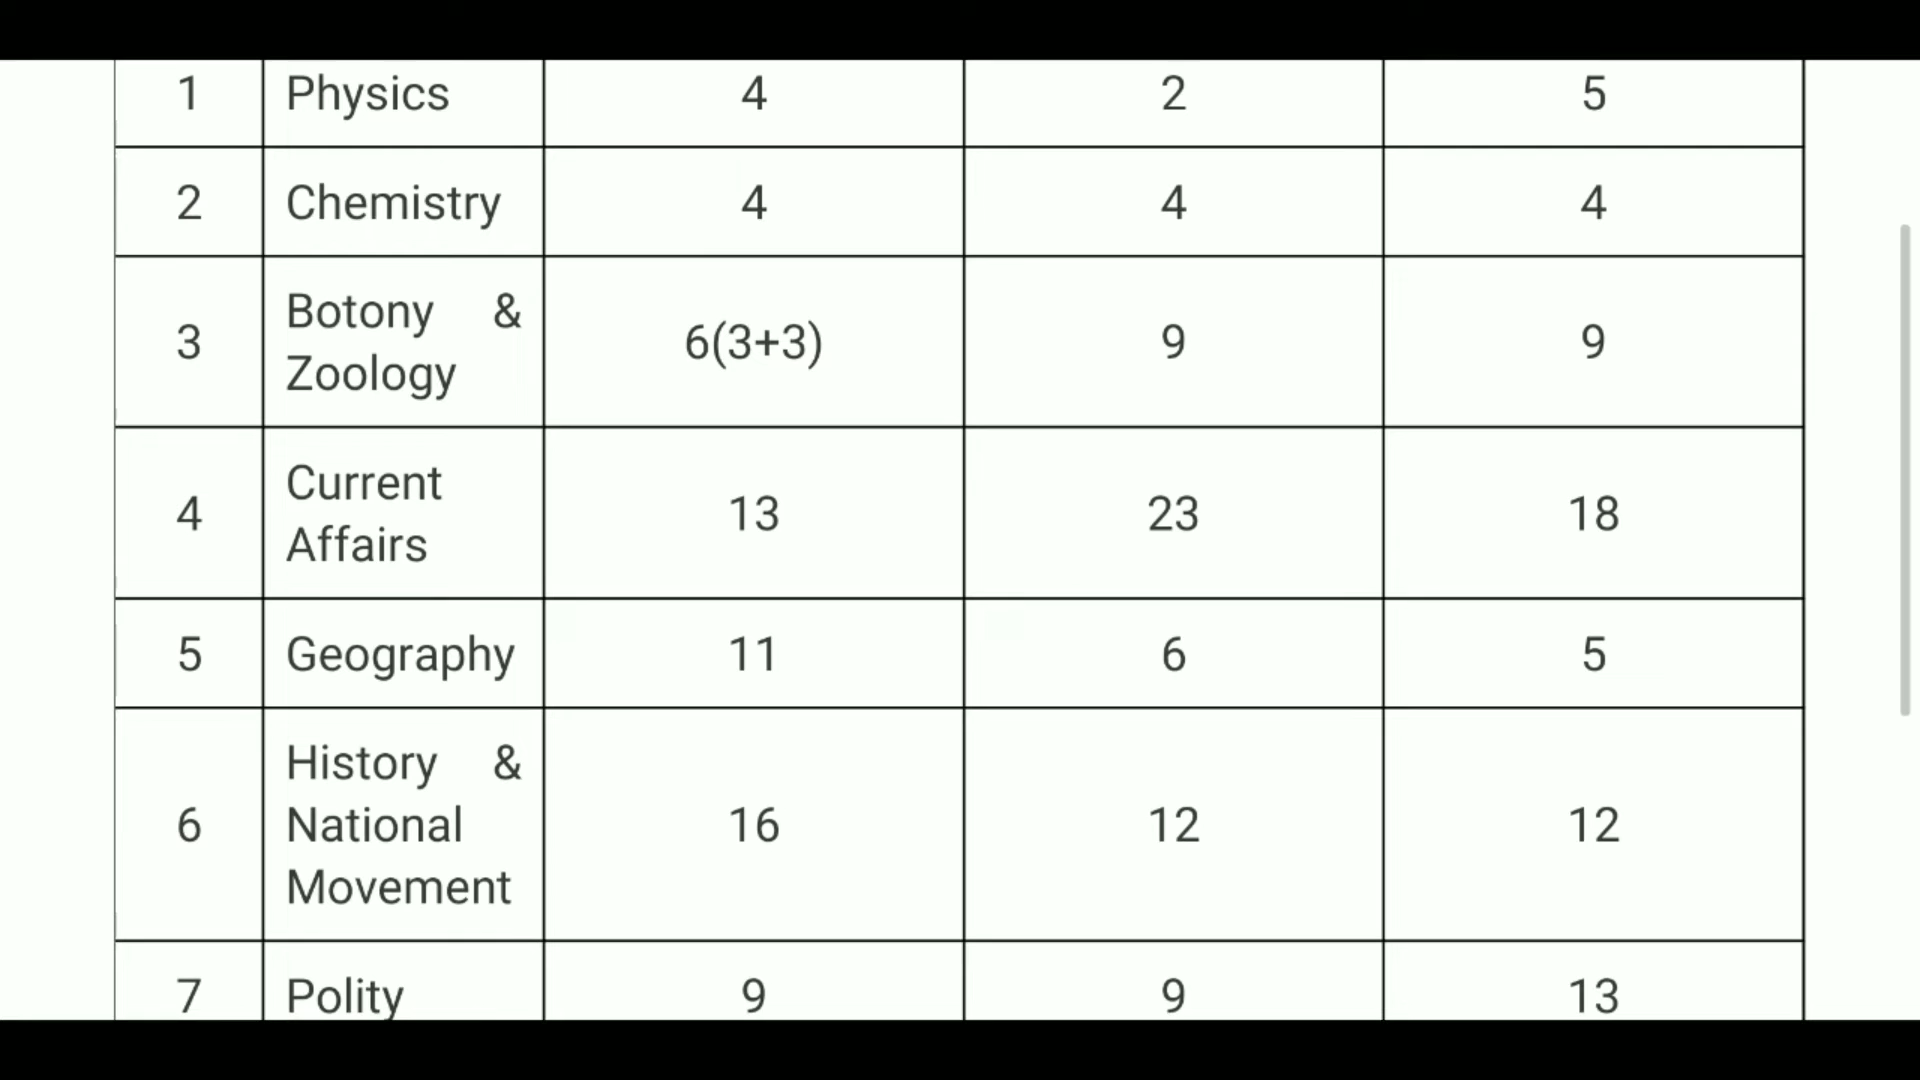 1 Physics 4 2 5
2 Chemistry 4 4 4
3 Botony & Zoology 6(3+3) 9 9
4 Current Affairs 13 23 18
5 Geography 11 6 5
6 History & National Movement 16 12 12
7 Polity 9 9 13